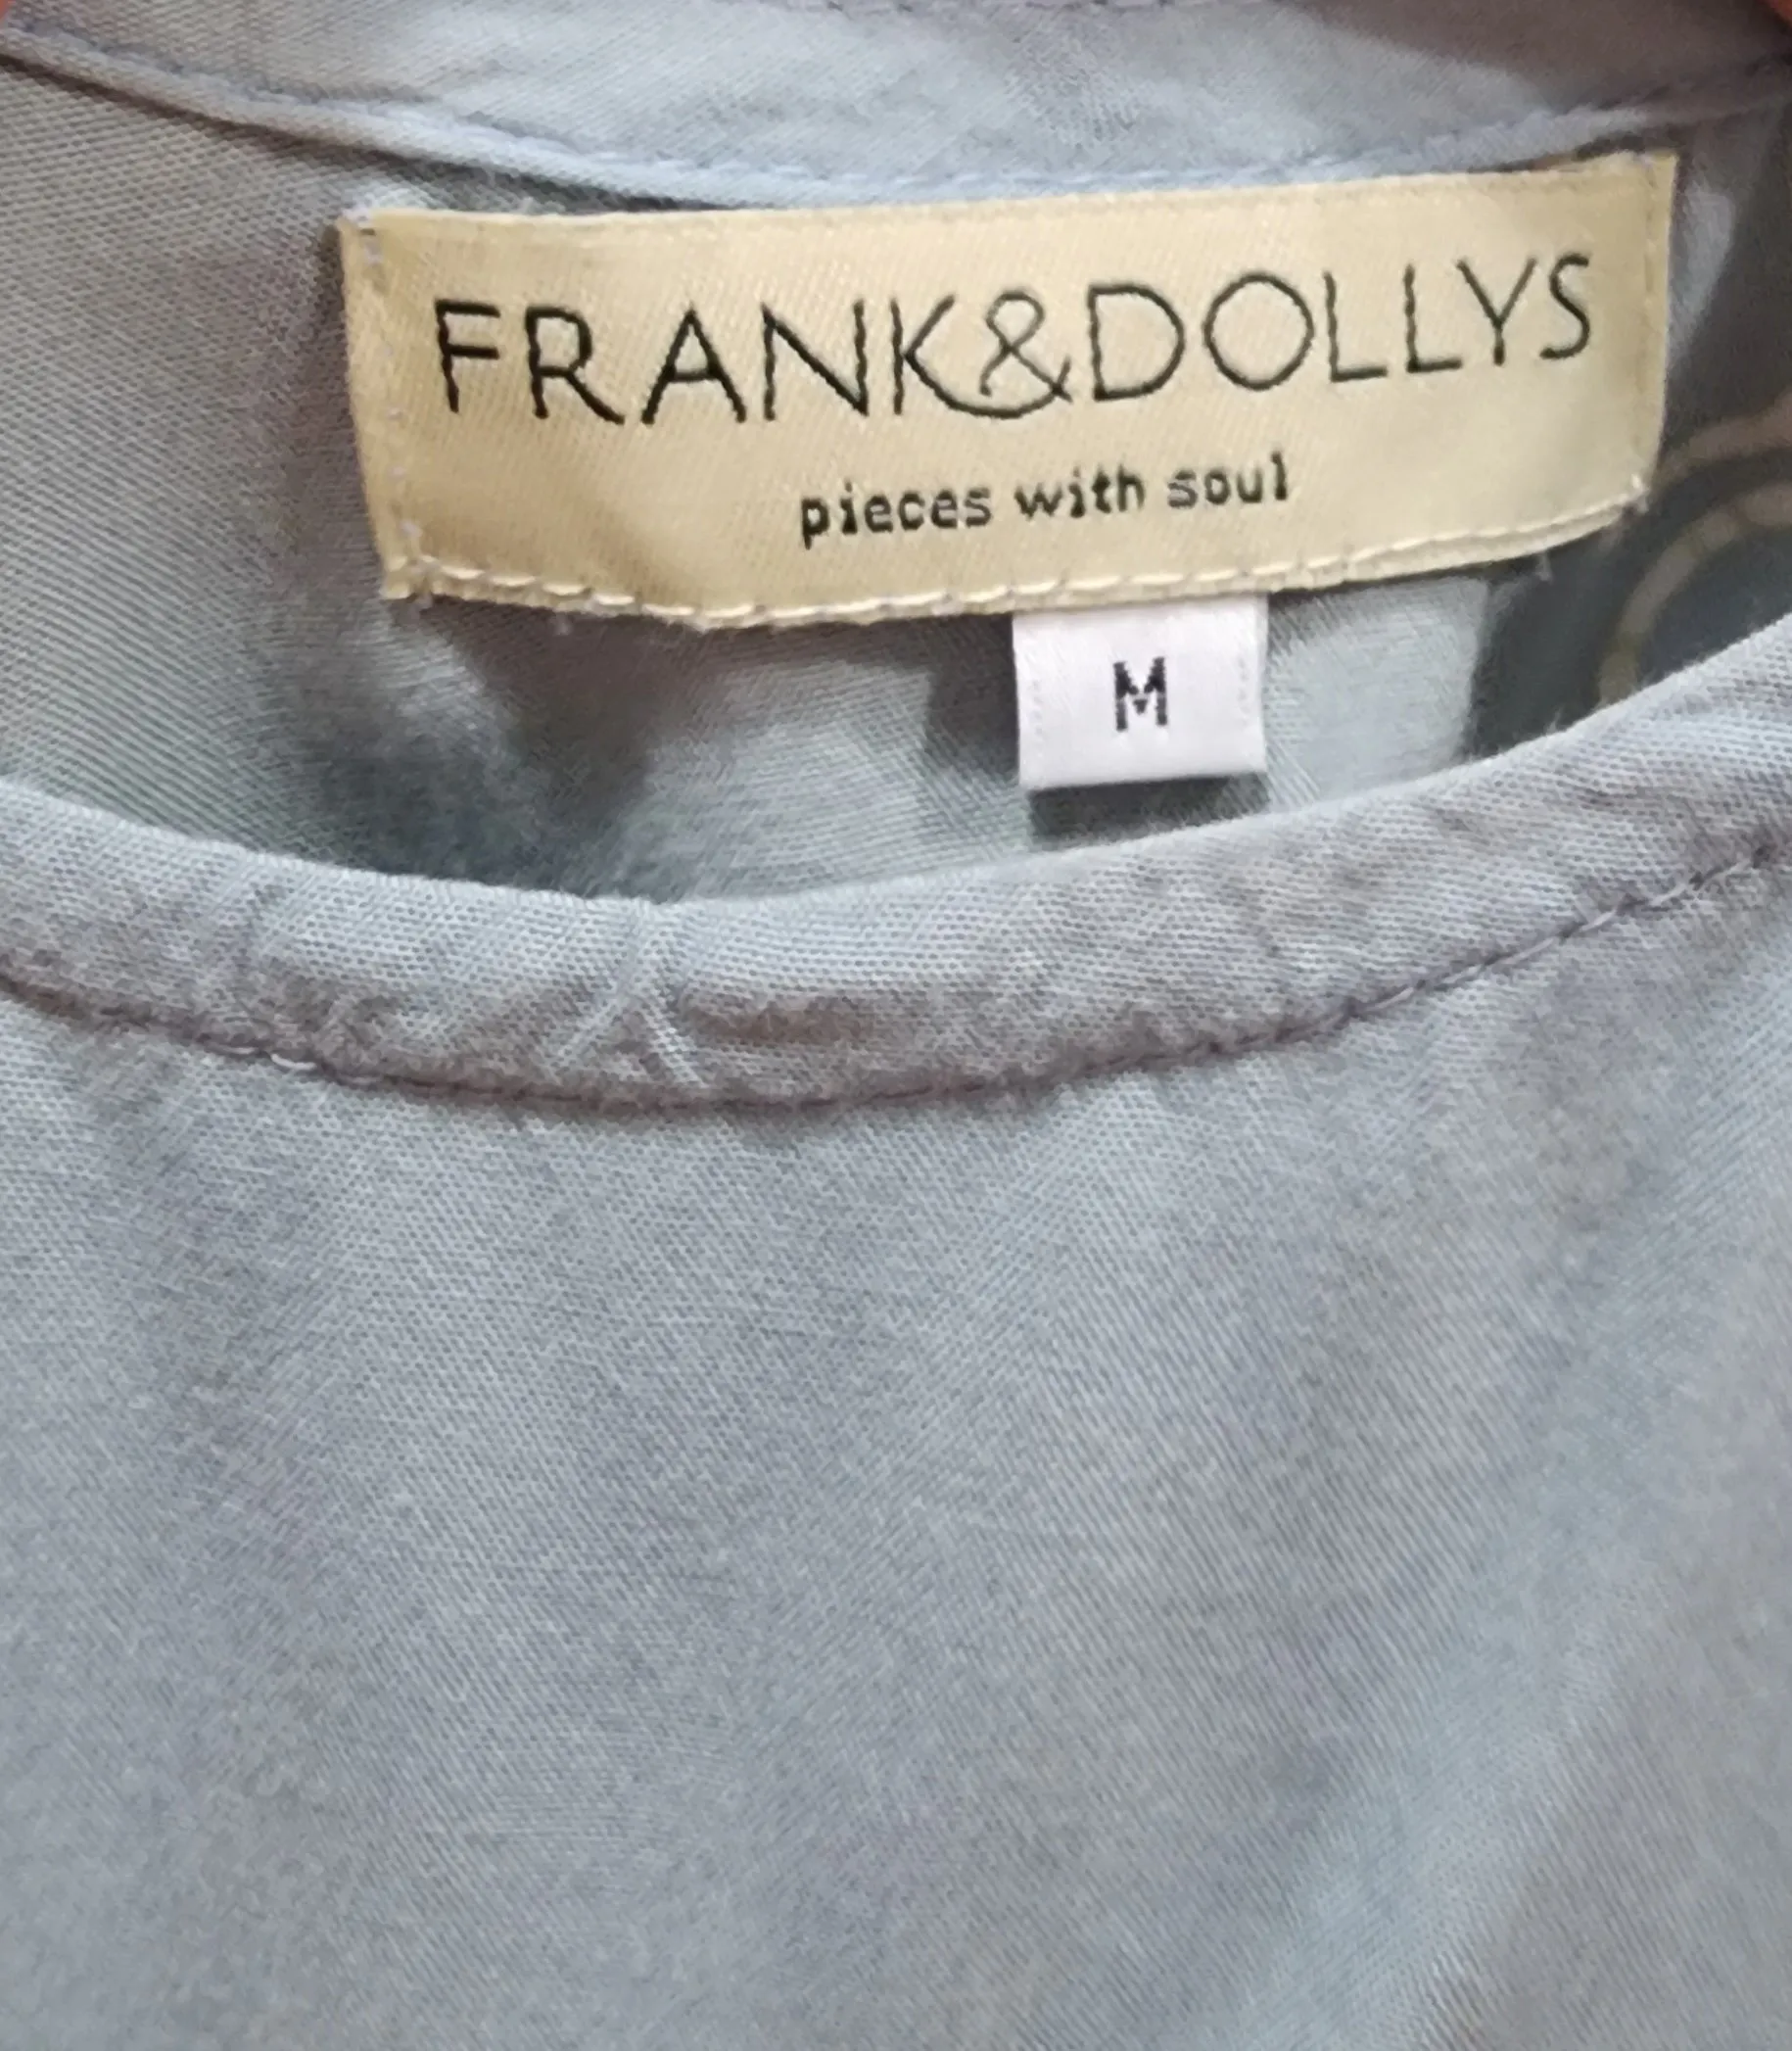 FRANK&DOLLYS
pieces with soul
M